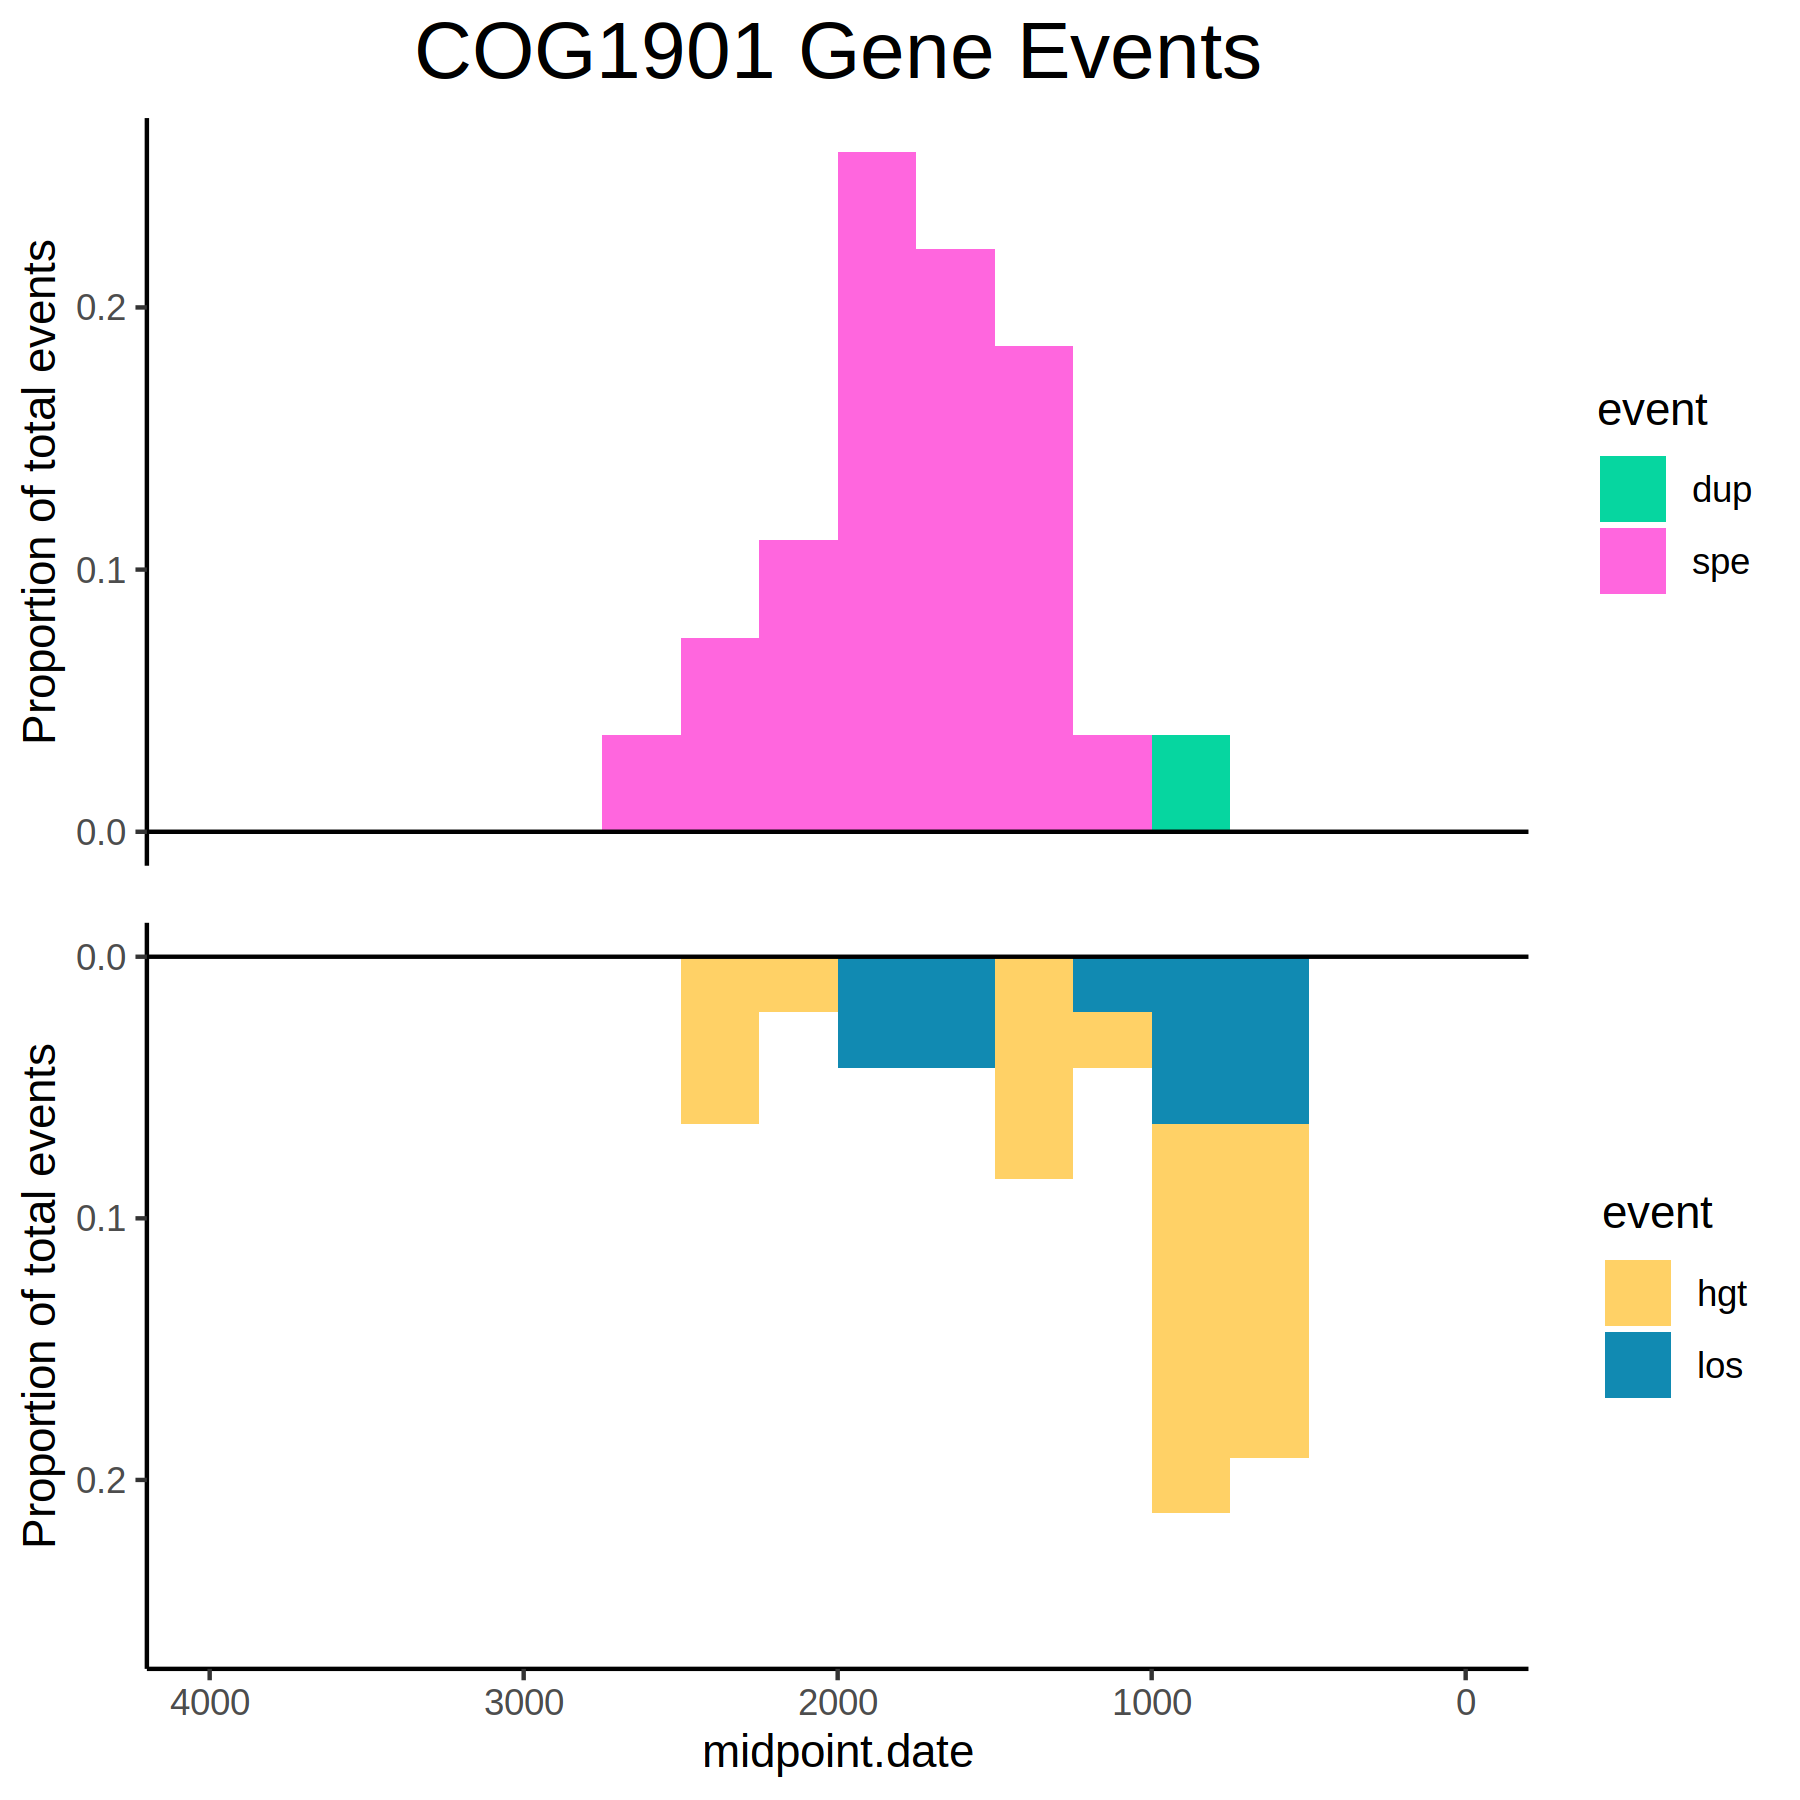 COG1901 Gene Events
Proportion of total events
0.2
0.1
0.0
event
dup
spe
Proportion of total events
0.0
0.1
0.2
event
hgt
los
4000 3000 2000 1000 0
midpoint.date